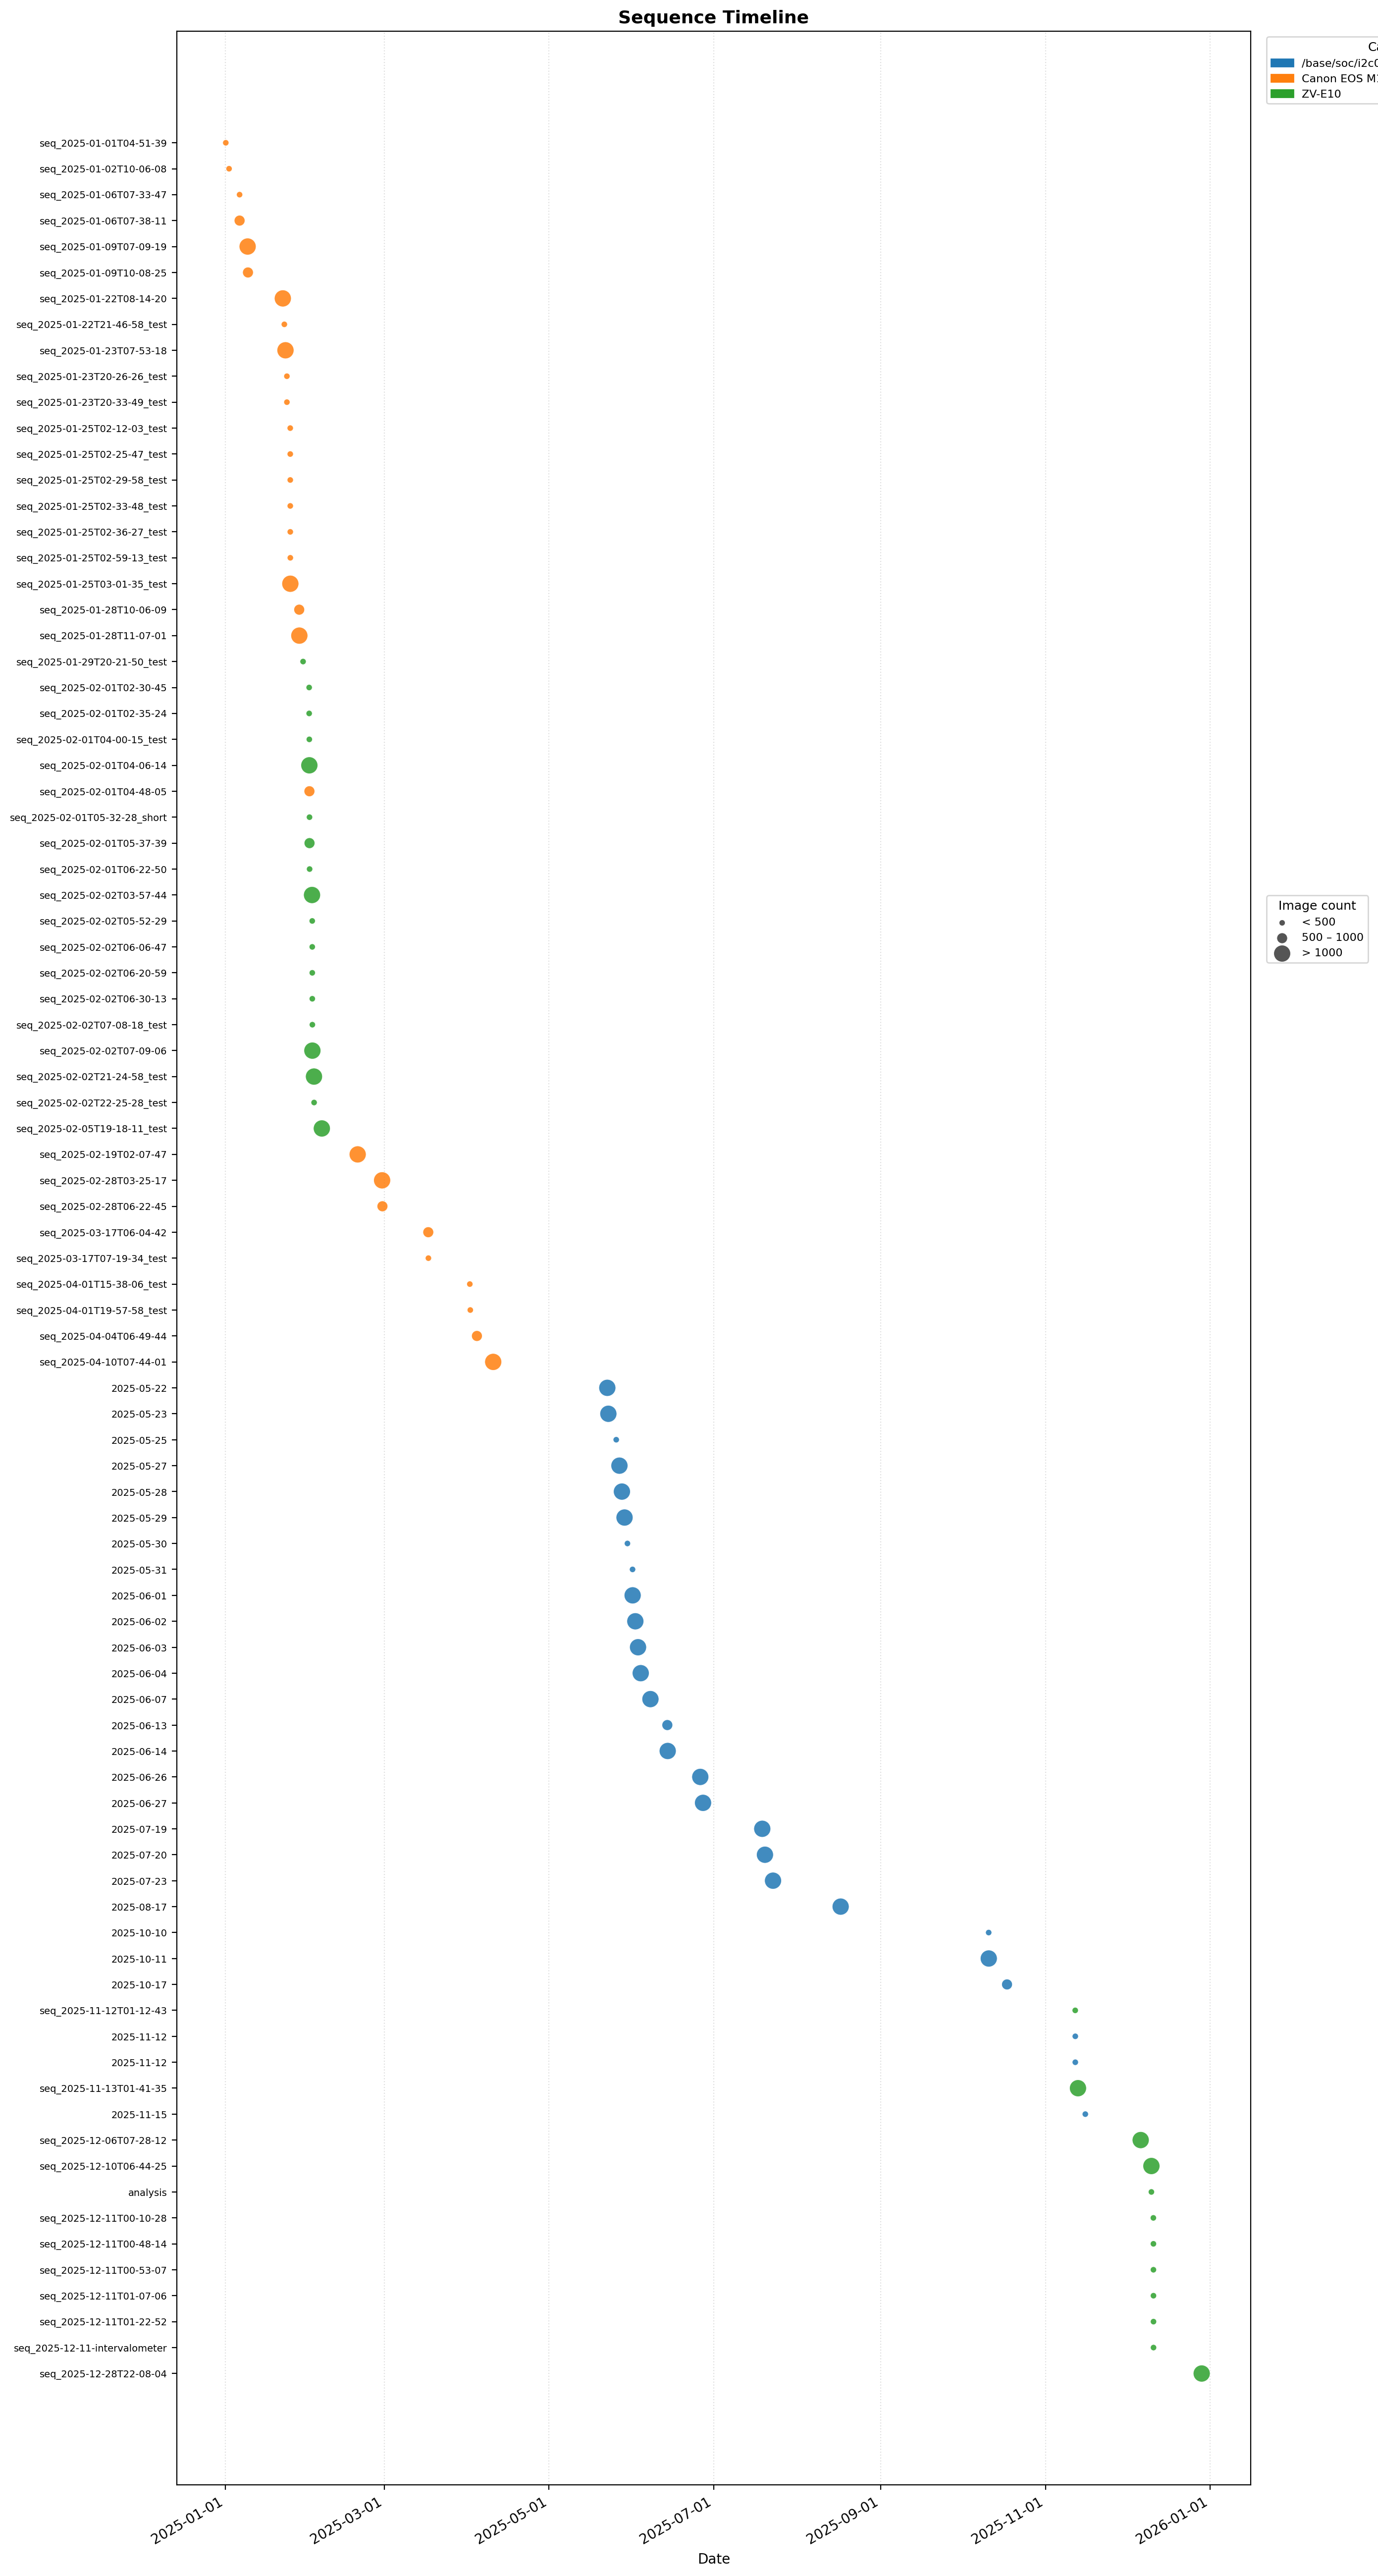 Sequence Timeline
Ca
/base/soc/i2c0
Canon EOS M
ZV-E10
seq_2025-01-01T04-51-39
seq_2025-01-02T10-06-08
seq_2025-01-06T07-33-47
seq_2025-01-06T07-38-11
seq_2025-01-09T07-09-19
seq_2025-01-09T10-08-25
seq_2025-01-22T08-14-20
seq_2025-01-22T21-46-58_test
seq_2025-01-23T07-53-18
seq_2025-01-23T20-26-26_test
seq_2025-01-23T20-33-49_test
seq_2025-01-25T02-12-03_test
seq_2025-01-25T02-25-47_test
seq_2025-01-25T02-29-58_test
seq_2025-01-25T02-33-48_test
seq_2025-01-25T02-36-27_test
seq_2025-01-25T02-59-13_test
seq_2025-01-25T03-01-35_test
seq_2025-01-28T10-06-09
seq_2025-01-28T11-07-01
seq_2025-01-29T20-21-50_test
seq_2025-02-01T02-30-45
seq_2025-02-01T02-35-24
seq_2025-02-01T04-00-15_test
seq_2025-02-01T04-06-14
seq_2025-02-01T04-48-05
seq_2025-02-01T05-32-28_short
seq_2025-02-01T05-37-39
seq_2025-02-01T06-22-50
seq_2025-02-02T03-57-44
seq_2025-02-02T05-52-29
seq_2025-02-02T06-06-47
seq_2025-02-02T06-20-59
seq_2025-02-02T06-30-13
seq_2025-02-02T07-08-18_test
seq_2025-02-02T07-09-06
seq_2025-02-02T21-24-58_test
seq_2025-02-02T22-25-28_test
seq_2025-02-05T19-18-11_test
seq_2025-02-19T02-07-47
seq_2025-02-28T03-25-17
seq_2025-02-28T06-22-45
seq_2025-03-17T06-04-42
seq_2025-03-17T07-19-34_test
seq_2025-04-01T15-38-06_test
seq_2025-04-01T19-57-58_test
seq_2025-04-04T06-49-44
seq_2025-04-10T07-44-01
2025-05-22
2025-05-23
2025-05-25
2025-05-27
2025-05-28
2025-05-29
2025-05-30
2025-05-31
2025-06-01
2025-06-02
2025-06-03
2025-06-04
2025-06-07
2025-06-13
2025-06-14
2025-06-26
2025-06-27
2025-07-19
2025-07-20
2025-07-23
2025-08-17
2025-10-10
2025-10-11
2025-10-17
seq_2025-11-12T01-12-43
2025-11-12
2025-11-12
seq_2025-11-13T01-41-35
2025-11-15
seq_2025-12-06T07-28-12
seq_2025-12-10T06-44-25
analysis
seq_2025-12-11T00-10-28
seq_2025-12-11T00-48-14
seq_2025-12-11T00-53-07
seq_2025-12-11T01-07-06
seq_2025-12-11T01-22-52
seq_2025-12-11-intervalometer
seq_2025-12-28T22-08-04
Image count
< 500
500 – 1000
> 1000
2025-01-01
2025-03-01
2025-05-01
2025-07-01
2025-09-01
2025-11-01
2026-01-01
Date